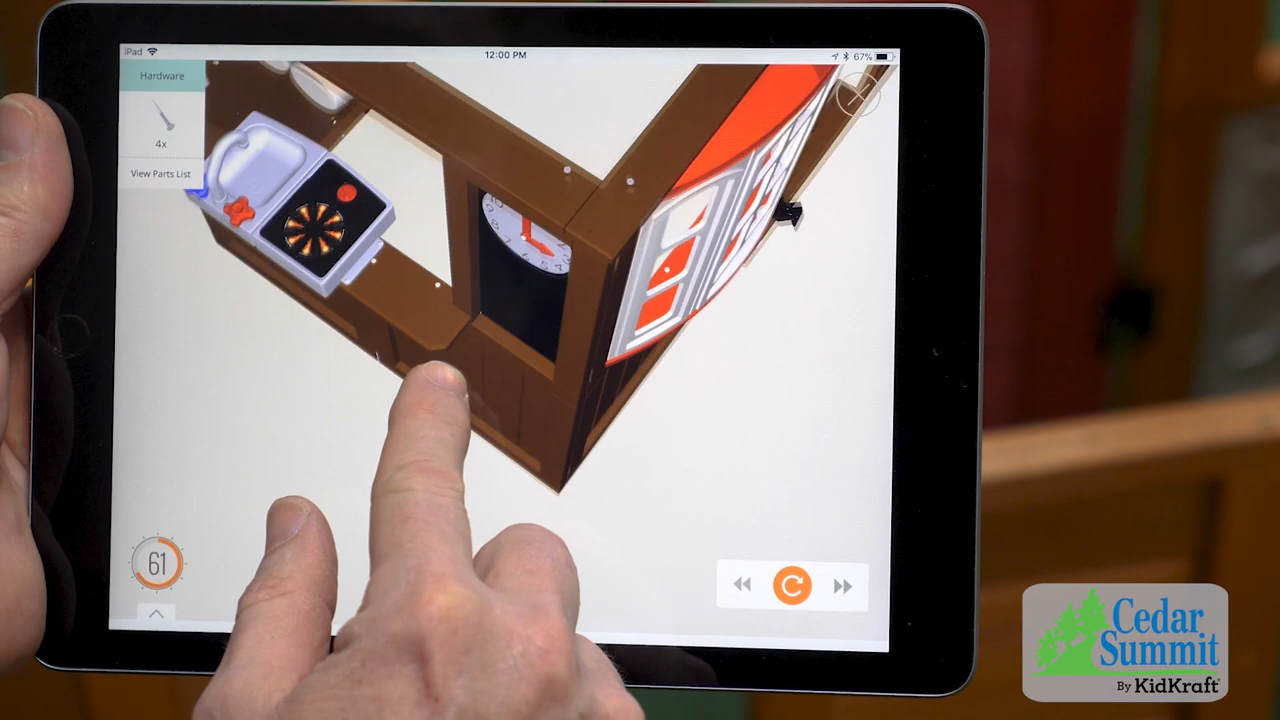 iPad
12:00 PM
67%
Hardware
4x
View Parts List
61
Cedar
Summit
By KidKraft